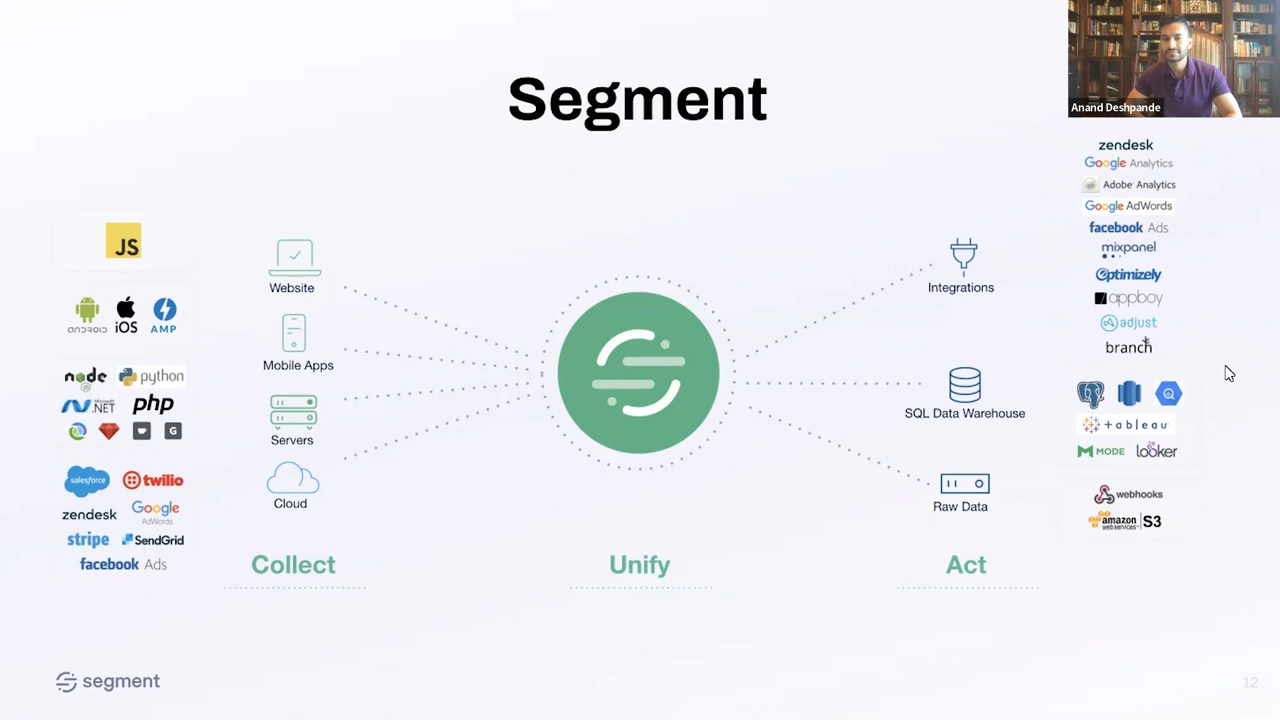 Segment
Anand Deshpande
JS
ANDROID
iOS
AMP
node
JS
python
Microsoft
.NET
php
G
salesforce
twilio
zendesk
Google
AdWords
stripe
SendGrid
facebook Ads
Website
Mobile Apps
Servers
Cloud
Collect
Unify
Integrations
SQL Data Warehouse
Raw Data
Act
zendesk
Google Analytics
Adobe Analytics
Google AdWords
facebook Ads
mixpanel
Optimizely
appboy
adjust
branch
+ableau
MODE
looker
webhooks
amazon
web services
S3
segment
12